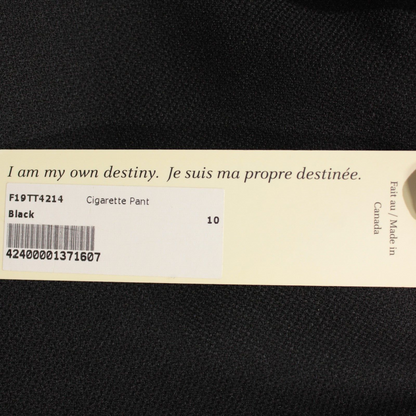 I am my own destiny. Je suis ma propre destinée.
F19TT4214 Cigarette Pant
Black 10
42400001371607
Fait au / Made in
Canada